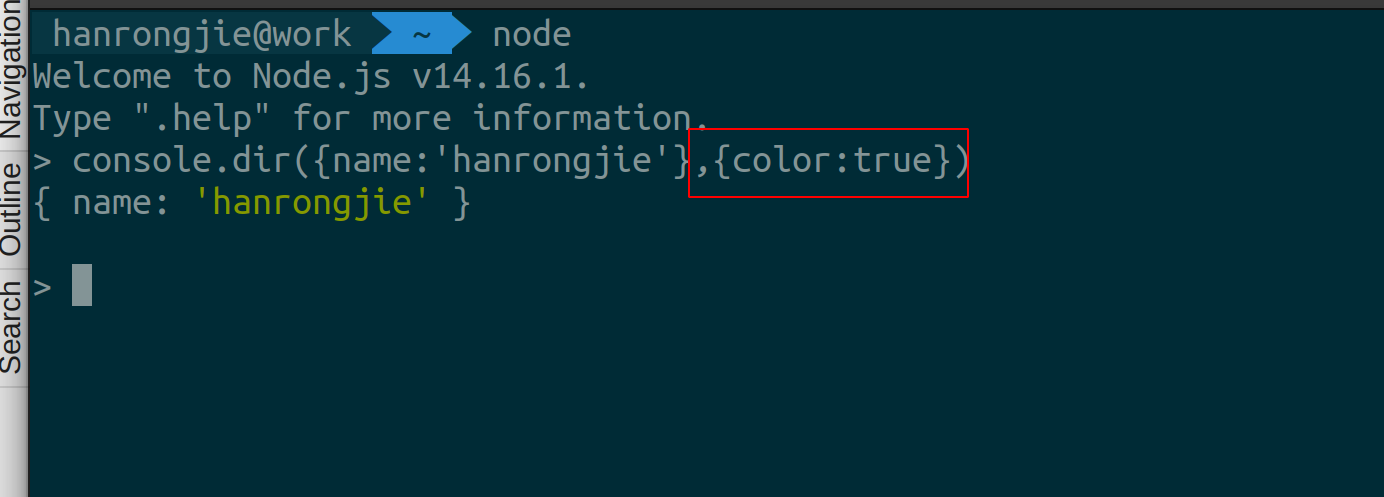 Navigation
Outline
Search
hanrongjie@work ~ node
Welcome to Node.js v14.16.1.
Type ".help" for more information.
> console.dir({name:'hanrongjie'},{color:true})
{ name: 'hanrongjie' }
>